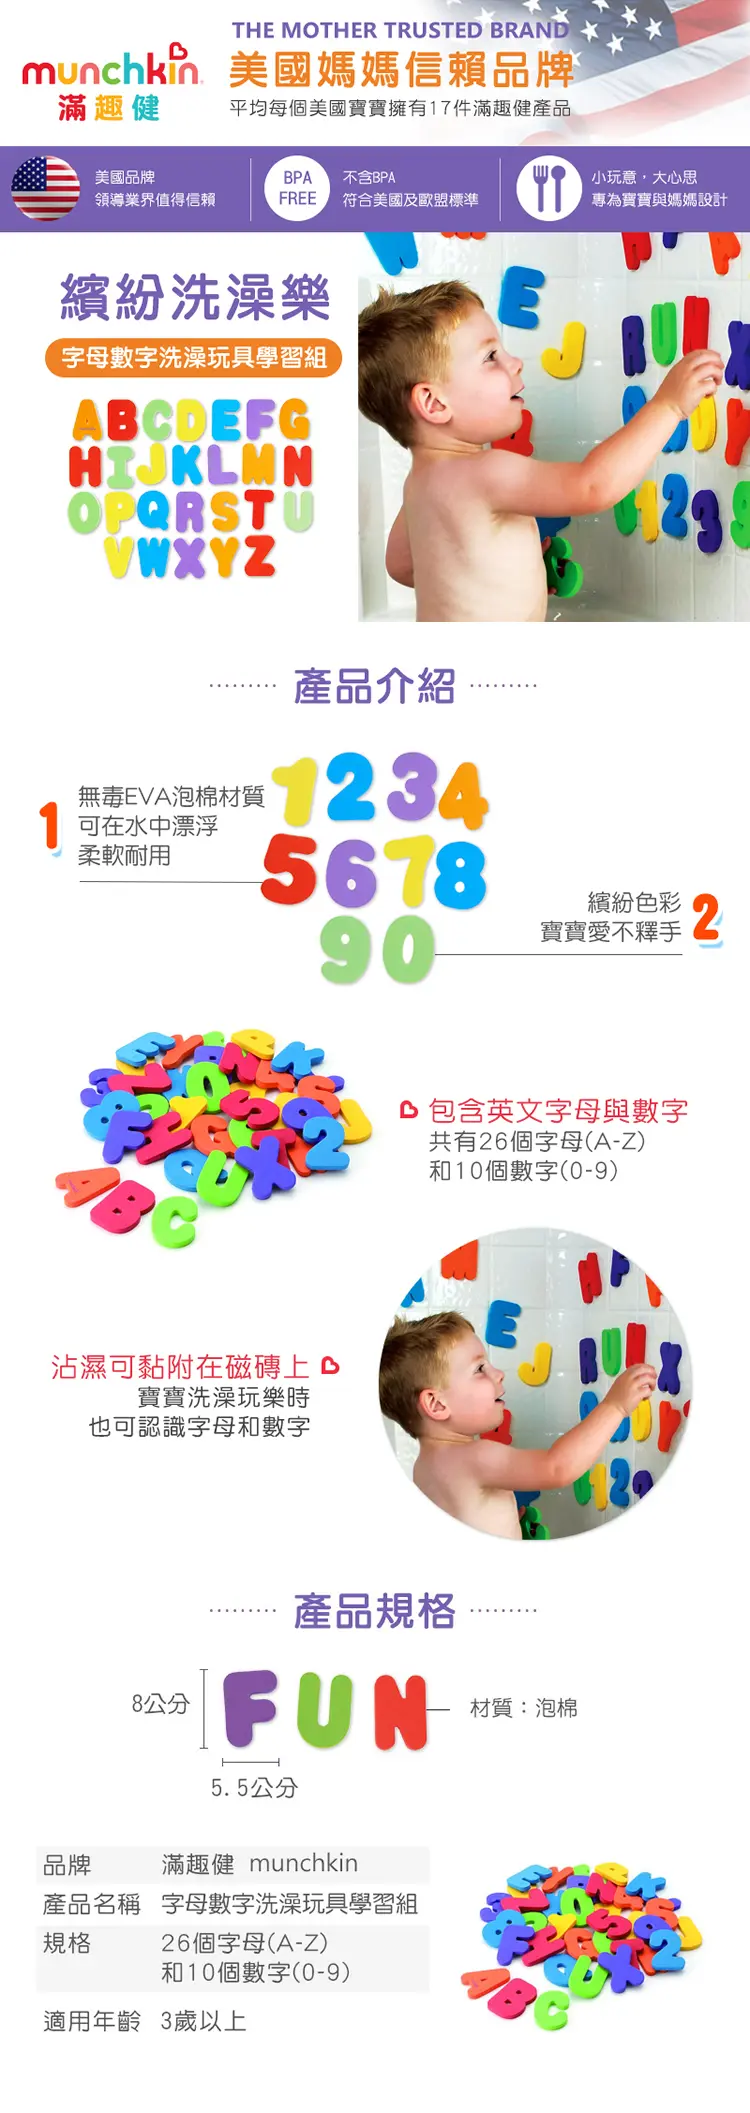 THE MOTHER TRUSTED BRAND
munchkin
滿趣健
美國媽媽信賴品牌
平均每個美國寶寶擁有17件滿趣健產品
美國品牌
領導業界值得信賴
BPA
FREE
不含BPA
符合美國及歐盟標準
小玩意，大心思
專為寶寶與媽媽設計
繽紛洗澡樂
字母數字洗澡玩具學習組
ABCDEFG
HIJKLMN
OPQRSTU
VWXYZ
E
J
RUN
X
123
產品介紹
1
無毒EVA泡棉材質
可在水中漂浮
柔軟耐用
1234
5678
90
繽紛色彩
寶寶愛不釋手
2
包含英文字母與數字
共有26個字母(A-Z)
和10個數字(0-9)
ABC
沾濕可黏附在磁磚上
寶寶洗澡玩樂時
也可認識字母和數字
E
J
RUN
X
產品規格
8公分
FUN
材質：泡棉
5.5公分
品牌 滿趣健 munchkin
產品名稱 字母數字洗澡玩具學習組
規格 26個字母(A-Z)
和10個數字(0-9)
適用年齡 3歲以上
ABC